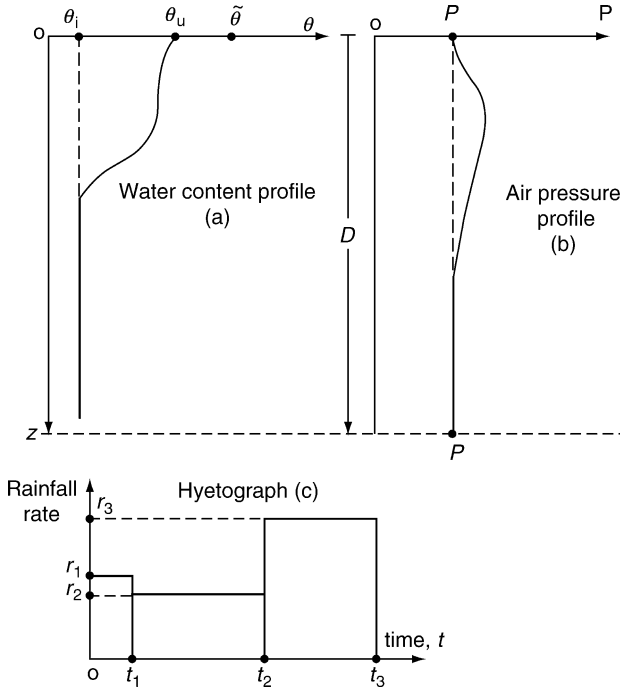 θi θu θ̃ θ
o
Water content profile
(a)
z
D
o P P
Air pressure
profile
(b)
P
Hyetograph (c)
Rainfall
rate
r3
r1
r2
time, t
o t1 t2 t3